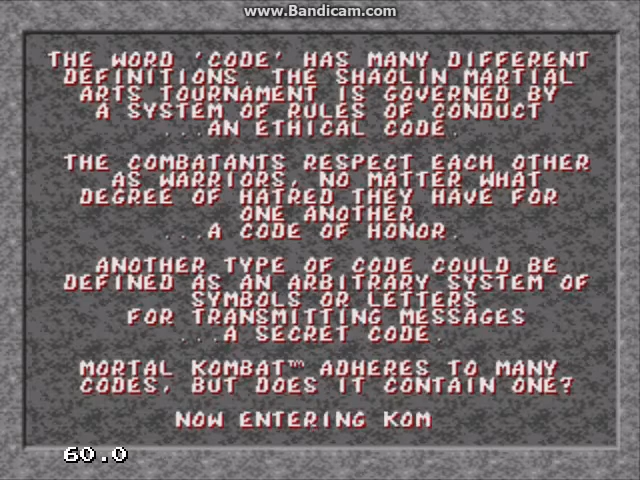 www.Bandicam.com
THE WORD 'CODE' HAS MANY DIFFERENT
DEFINITIONS. THE SHAOLIN MARTIAL
ARTS TOURNAMENT IS GOVERNED BY
A SYSTEM OF RULES OF CONDUCT
...AN ETHICAL CODE.
THE COMBATANTS RESPECT EACH OTHER
AS WARRIORS, NO MATTER WHAT
DEGREE OF HATRED THEY HAVE FOR
ONE ANOTHER
...A CODE OF HONOR.
ANOTHER TYPE OF CODE COULD BE
DEFINED AS AN ARBITRARY SYSTEM OF
SYMBOLS OR LETTERS
FOR TRANSMITTING MESSAGES
...A SECRET CODE.
MORTAL KOMBAT™ ADHERES TO MANY
CODES, BUT DOES IT CONTAIN ONE?
NOW ENTERING KOM
60.0